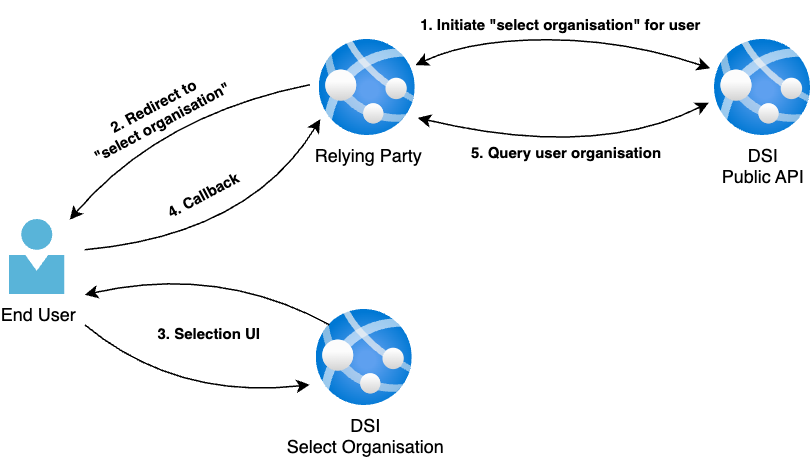 1. Initiate "select organisation" for user
2. Redirect to
"select organisation"
Relying Party
5. Query user organisation
DSI
Public API
4. Callback
End User
3. Selection UI
DSI
Select Organisation